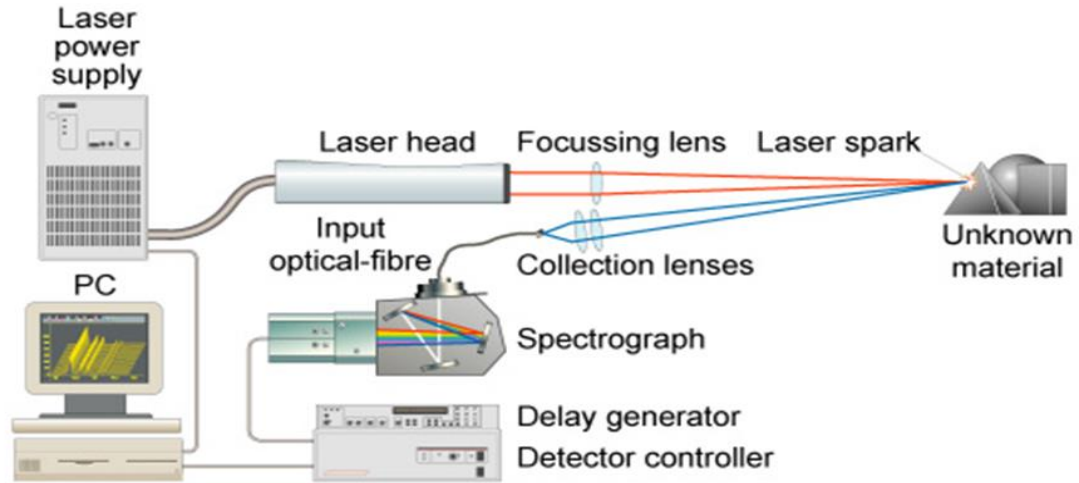 Laser
power
supply
Laser head
Focussing lens
Laser spark
Input
optical-fibre
Collection lenses
Unknown
material
PC
Spectrograph
Delay generator
Detector controller